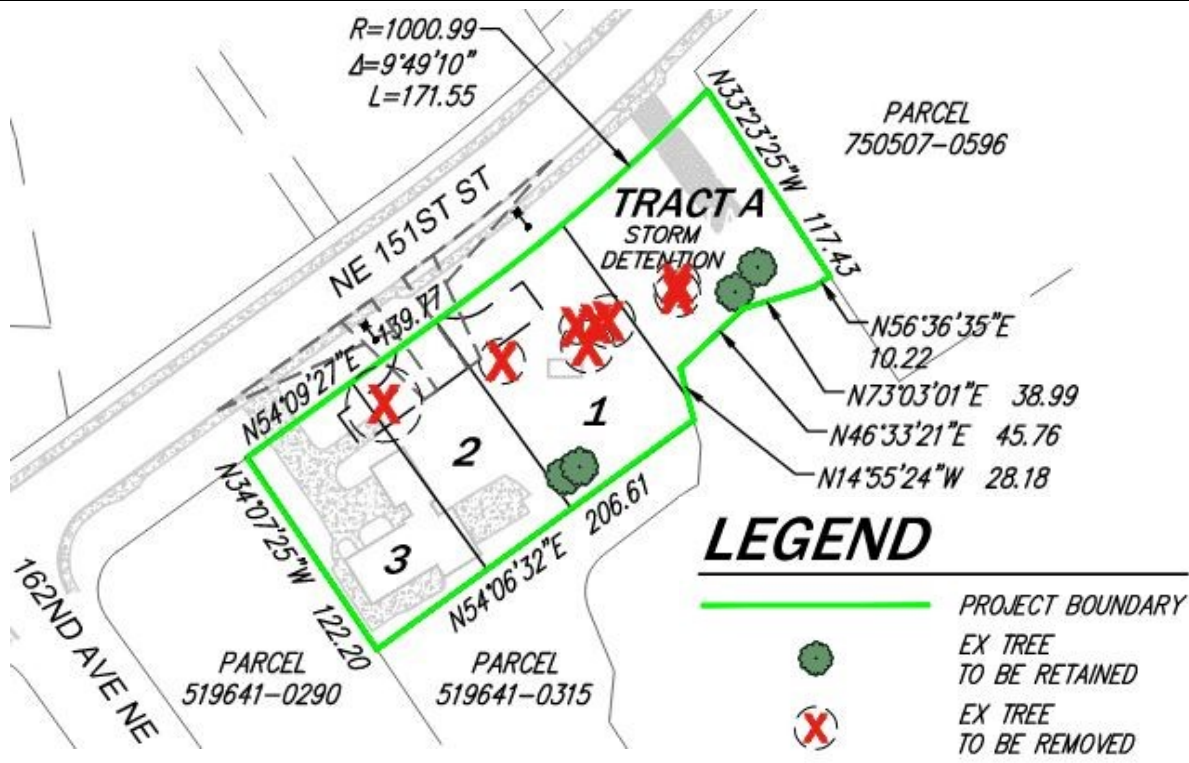 R=1000.99
Δ=9°49'10"
L=171.55
N33°23'25"W 117.43
PARCEL
750507-0596
NE 151ST ST
TRACT A
STORM
DETENTION
N54°09'27"E 139.77
N56°36'35"E
10.22
N73°03'01"E 38.99
N46°33'21"E 45.76
N14°55'24"W 28.18
1
2
3
N34°07'25"W 122.20
N54°06'32"E 206.61
162ND AVE NE
PARCEL
519641-0290
PARCEL
519641-0315
LEGEND
PROJECT BOUNDARY
EX TREE
TO BE RETAINED
X EX TREE
TO BE REMOVED